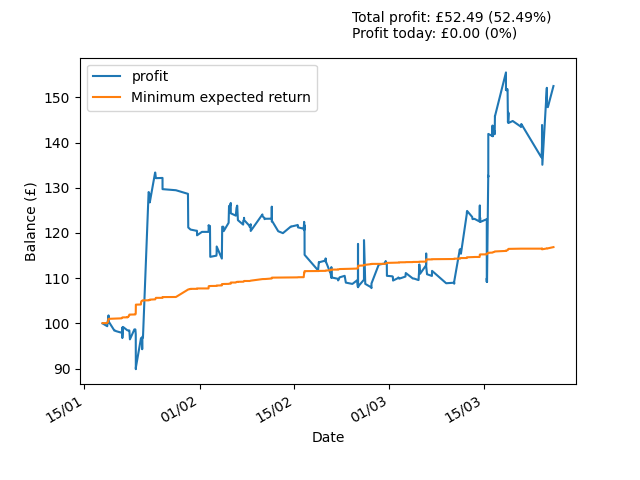 Total profit: £52.49 (52.49%)
Profit today: £0.00 (0%)
profit
Minimum expected return
150
140
130
120
110
100
90
Balance (£)
15/01
01/02
15/02
01/03
15/03
Date